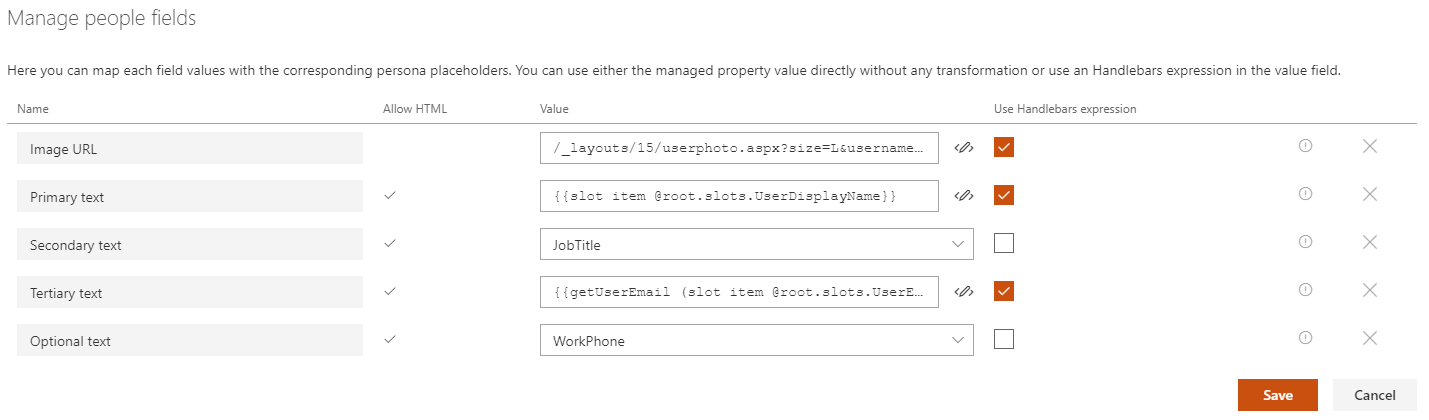 Manage people fields
Here you can map each field values with the corresponding persona placeholders. You can use either the managed property value directly without any transformation or use an Handlebars expression in the value field.
Name Allow HTML Value Use Handlebars expression
Image URL /_layouts/15/userphoto.aspx?size=L&username...
Primary text {{slot item @root.slots.UserDisplayName}}
Secondary text JobTitle
Tertiary text {{getUserEmail (slot item @root.slots.UserE...
Optional text WorkPhone
Save Cancel